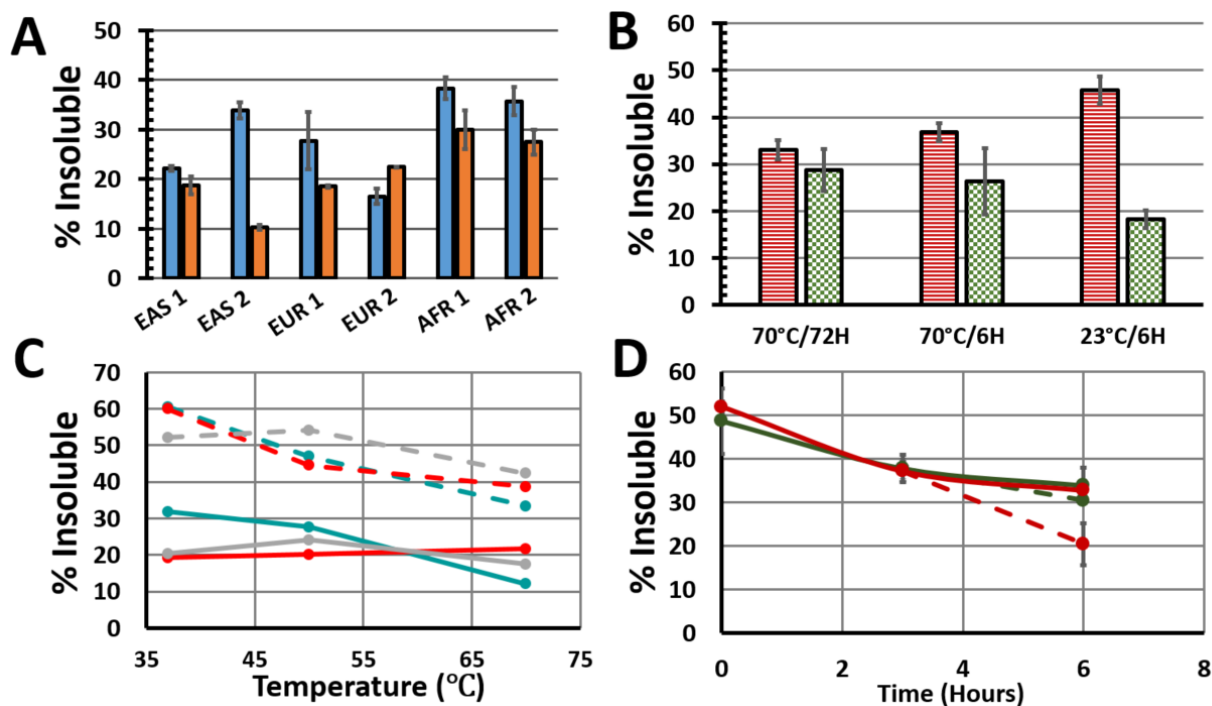 A
% Insoluble
50
40
30
20
10
0
EAS 1
EAS 2
EUR 1
EUR 2
AFR 1
AFR 2
B
% Insoluble
60
50
40
30
20
10
0
70°C/72H
70°C/6H
23°C/6H
C
% Insoluble
70
60
50
40
30
20
10
0
35
45
55
65
75
Temperature (°C)
D
% Insoluble
60
50
40
30
20
10
0
0
2
4
6
8
Time (Hours)